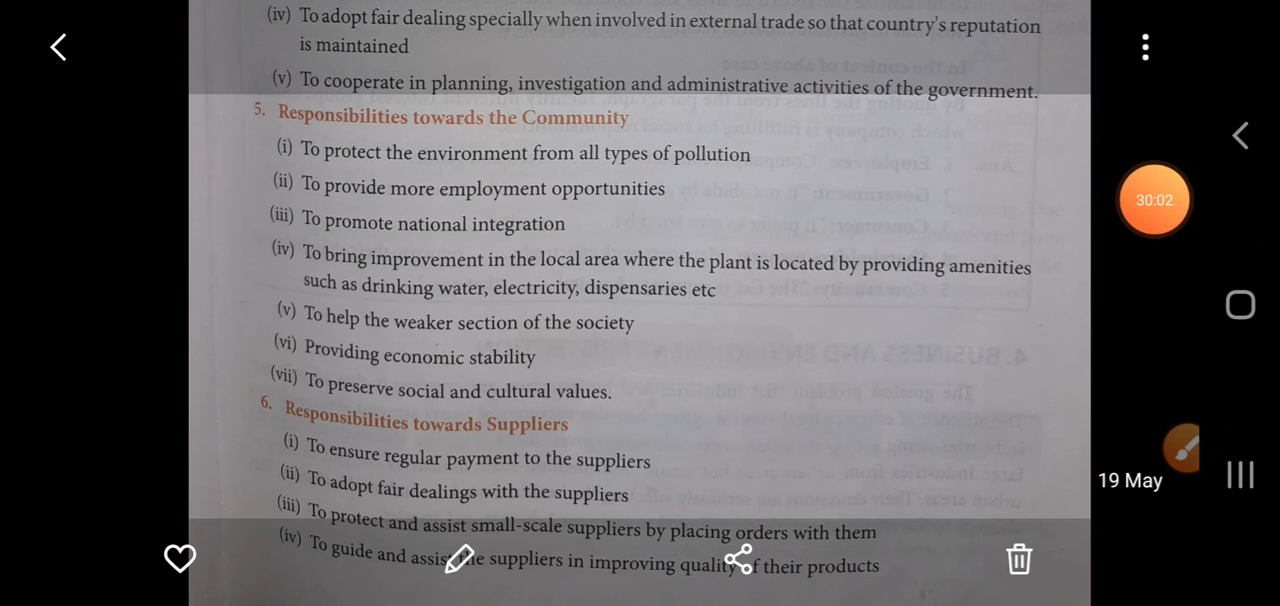 (iv) To adopt fair dealing specially when involved in external trade so that country's reputation
is maintained
(v) To cooperate in planning, investigation and administrative activities of the government.
5. Responsibilities towards the Community
(i) To protect the environment from all types of pollution
(ii) To provide more employment opportunities
(iii) To promote national integration
(iv) To bring improvement in the local area where the plant is located by providing amenities
such as drinking water, electricity, dispensaries etc
(v) To help the weaker section of the society
(vi) Providing economic stability
(vii) To preserve social and cultural values.
6. Responsibilities towards Suppliers
(i) To ensure regular payment to the suppliers
(ii) To adopt fair dealings with the suppliers
(iii) To protect and assist small-scale suppliers by placing orders with them
(iv) To guide and assist the suppliers in improving quality of their products
30:02
19 May
4. BUSINESS AND ENVIRONMENT PROTECTION